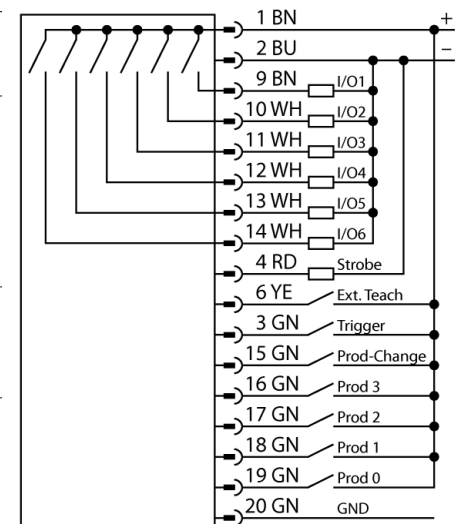 1 BN +
2 BU −
9 BN I/O1
10 WH I/O2
11 WH I/O3
12 WH I/O4
13 WH I/O5
14 WH I/O6
4 RD Strobe
6 YE Ext. Teach
3 GN Trigger
15 GN Prod-Change
16 GN Prod 3
17 GN Prod 2
18 GN Prod 1
19 GN Prod 0
20 GN GND